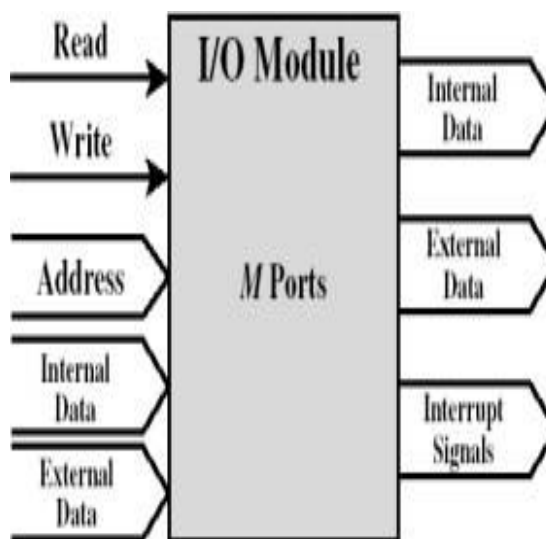 Read
Write
Address
Internal
Data
External
Data
I/O Module
M Ports
Internal
Data
External
Data
Interrupt
Signals